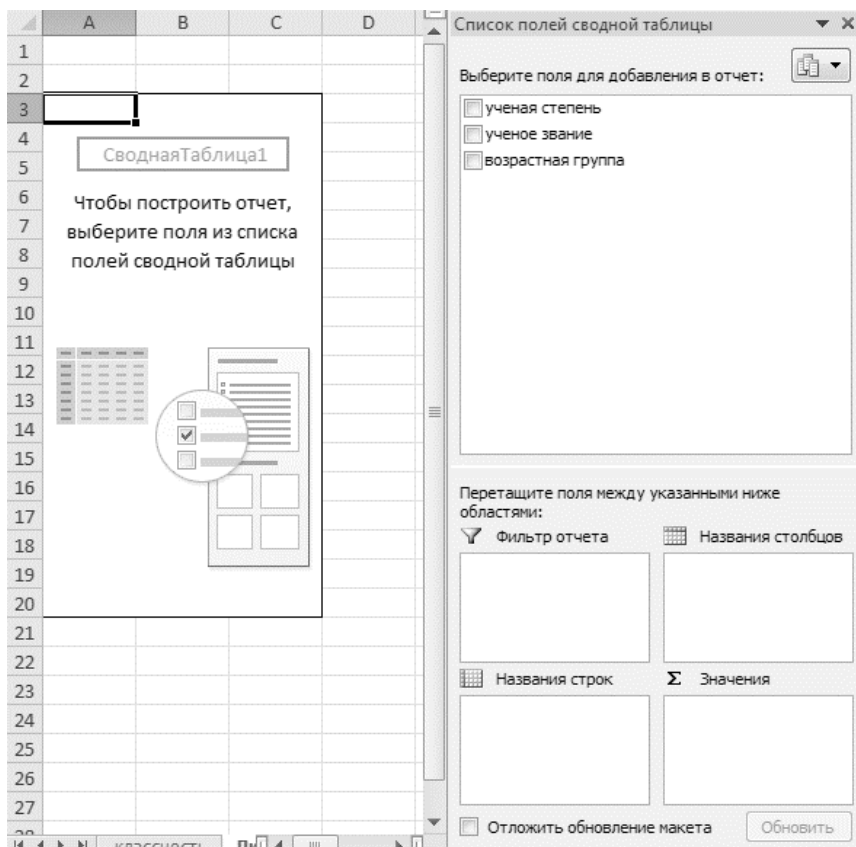 A B C D
Список полей сводной таблицы
1
2
3
4
5
6
7
8
9
10
11
12
13
14
15
16
17
18
19
20
21
22
23
24
25
26
27
СводнаяТаблица1
Чтобы построить отчет,
выберите поля из списка
полей сводной таблицы
Выберите поля для добавления в отчет:
ученая степень
ученое звание
возрастная группа
Перетащите поля между указанными ниже
областями:
Фильтр отчета
Названия столбцов
Названия строк
Σ Значения
Отложить обновление макета
Обновить